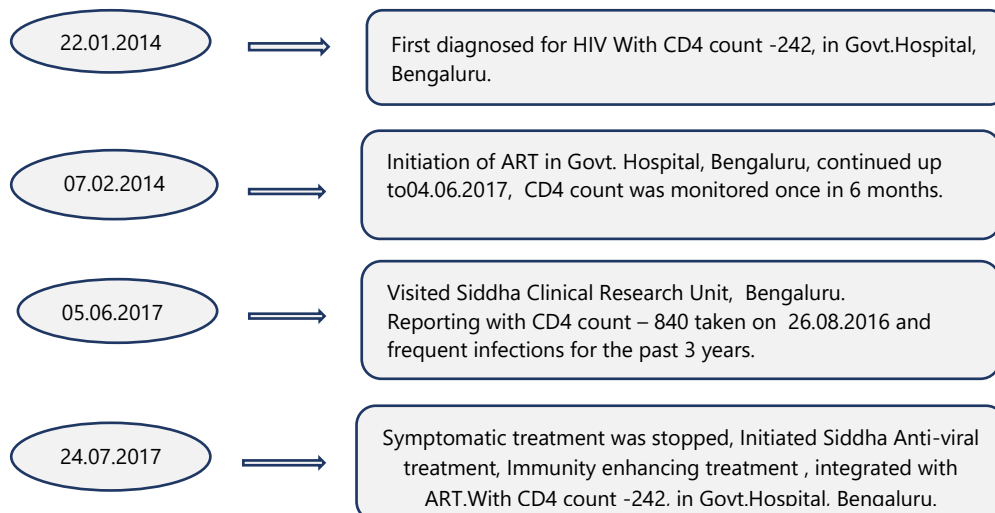 22.01.2014
First diagnosed for HIV With CD4 count -242, in Govt.Hospital,
Bengaluru.
07.02.2014
Initiation of ART in Govt. Hospital, Bengaluru, continued up
to04.06.2017, CD4 count was monitored once in 6 months.
05.06.2017
Visited Siddha Clinical Research Unit, Bengaluru.
Reporting with CD4 count – 840 taken on 26.08.2016 and
frequent infections for the past 3 years.
24.07.2017
Symptomatic treatment was stopped, Initiated Siddha Anti-viral
treatment, Immunity enhancing treatment , integrated with
ART.With CD4 count -242, in Govt.Hospital, Bengaluru.